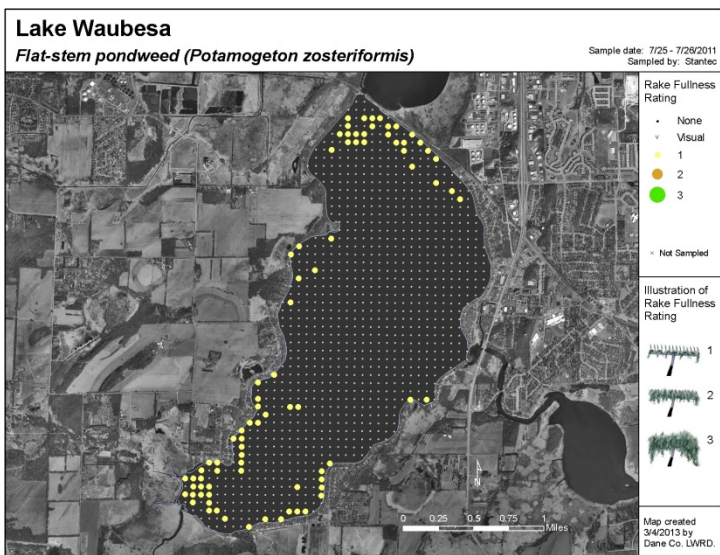 Lake Waubesa
Flat-stem pondweed (Potamogeton zosteriformis)
Sample date: 7/25 - 7/26/2011
Sampled by: Stantec
Rake Fullness
Rating
None
Visual
1
2
3
× Not Sampled
Illustration of
Rake Fullness
Rating
1
2
3
N
0 0.25 0.5 1
Miles
Map created
3/4/2013 by
Dane Co. LWRD.